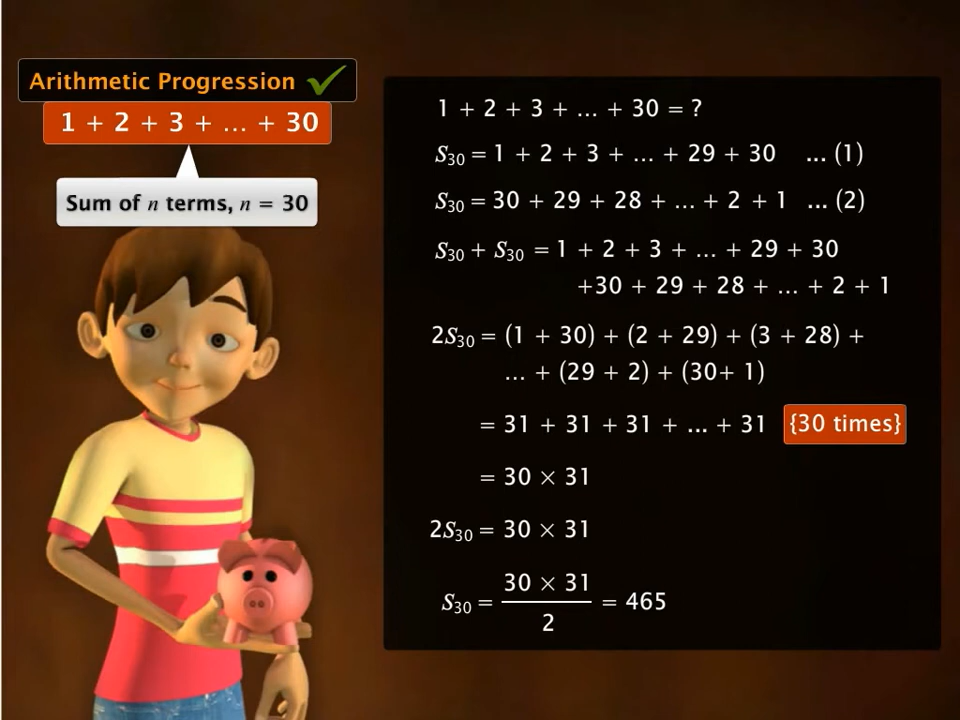 Arithmetic Progression
1 + 2 + 3 + ... + 30
Sum of n terms, n = 30
1 + 2 + 3 + ... + 30 = ?
S₃₀ = 1 + 2 + 3 + ... + 29 + 30 ... (1)
S₃₀ = 30 + 29 + 28 + ... + 2 + 1 ... (2)
S₃₀ + S₃₀ = 1 + 2 + 3 + ... + 29 + 30
+30 + 29 + 28 + ... + 2 + 1
2S₃₀ = (1 + 30) + (2 + 29) + (3 + 28) +
... + (29 + 2) + (30+ 1)
= 31 + 31 + 31 + ... + 31 {30 times}
= 30 × 31
2S₃₀ = 30 × 31
30 × 31
S₃₀ = = 465
2